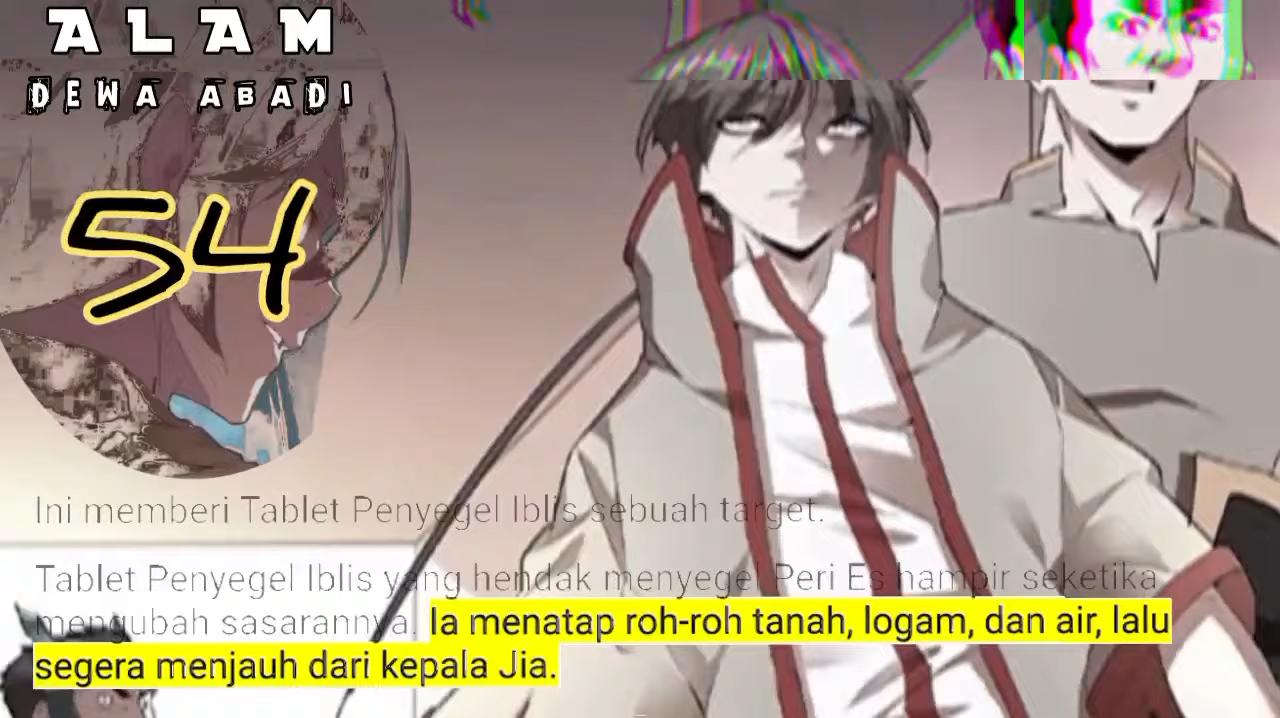 ALAM
DEWA ABADI
54
Ini memberi Tablet Penyegel Iblis sebuah target.
Tablet Penyegel Iblis yang hendak menyegel Peri Es hampir seketika
mengubah sasarannya. Ia menatap roh-roh tanah, logam, dan air, lalu
segera menjauh dari kepala Jia.